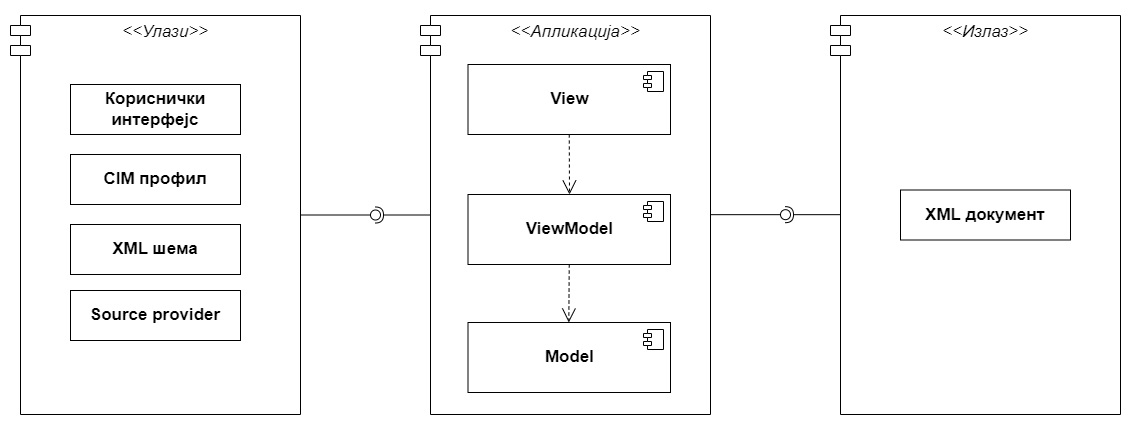 <<Улази>>
Кориснички
интерфејс
CIM профил
XML шема
Source provider
<<Апликација>>
View
ViewModel
Model
<<Излаз>>
XML документ